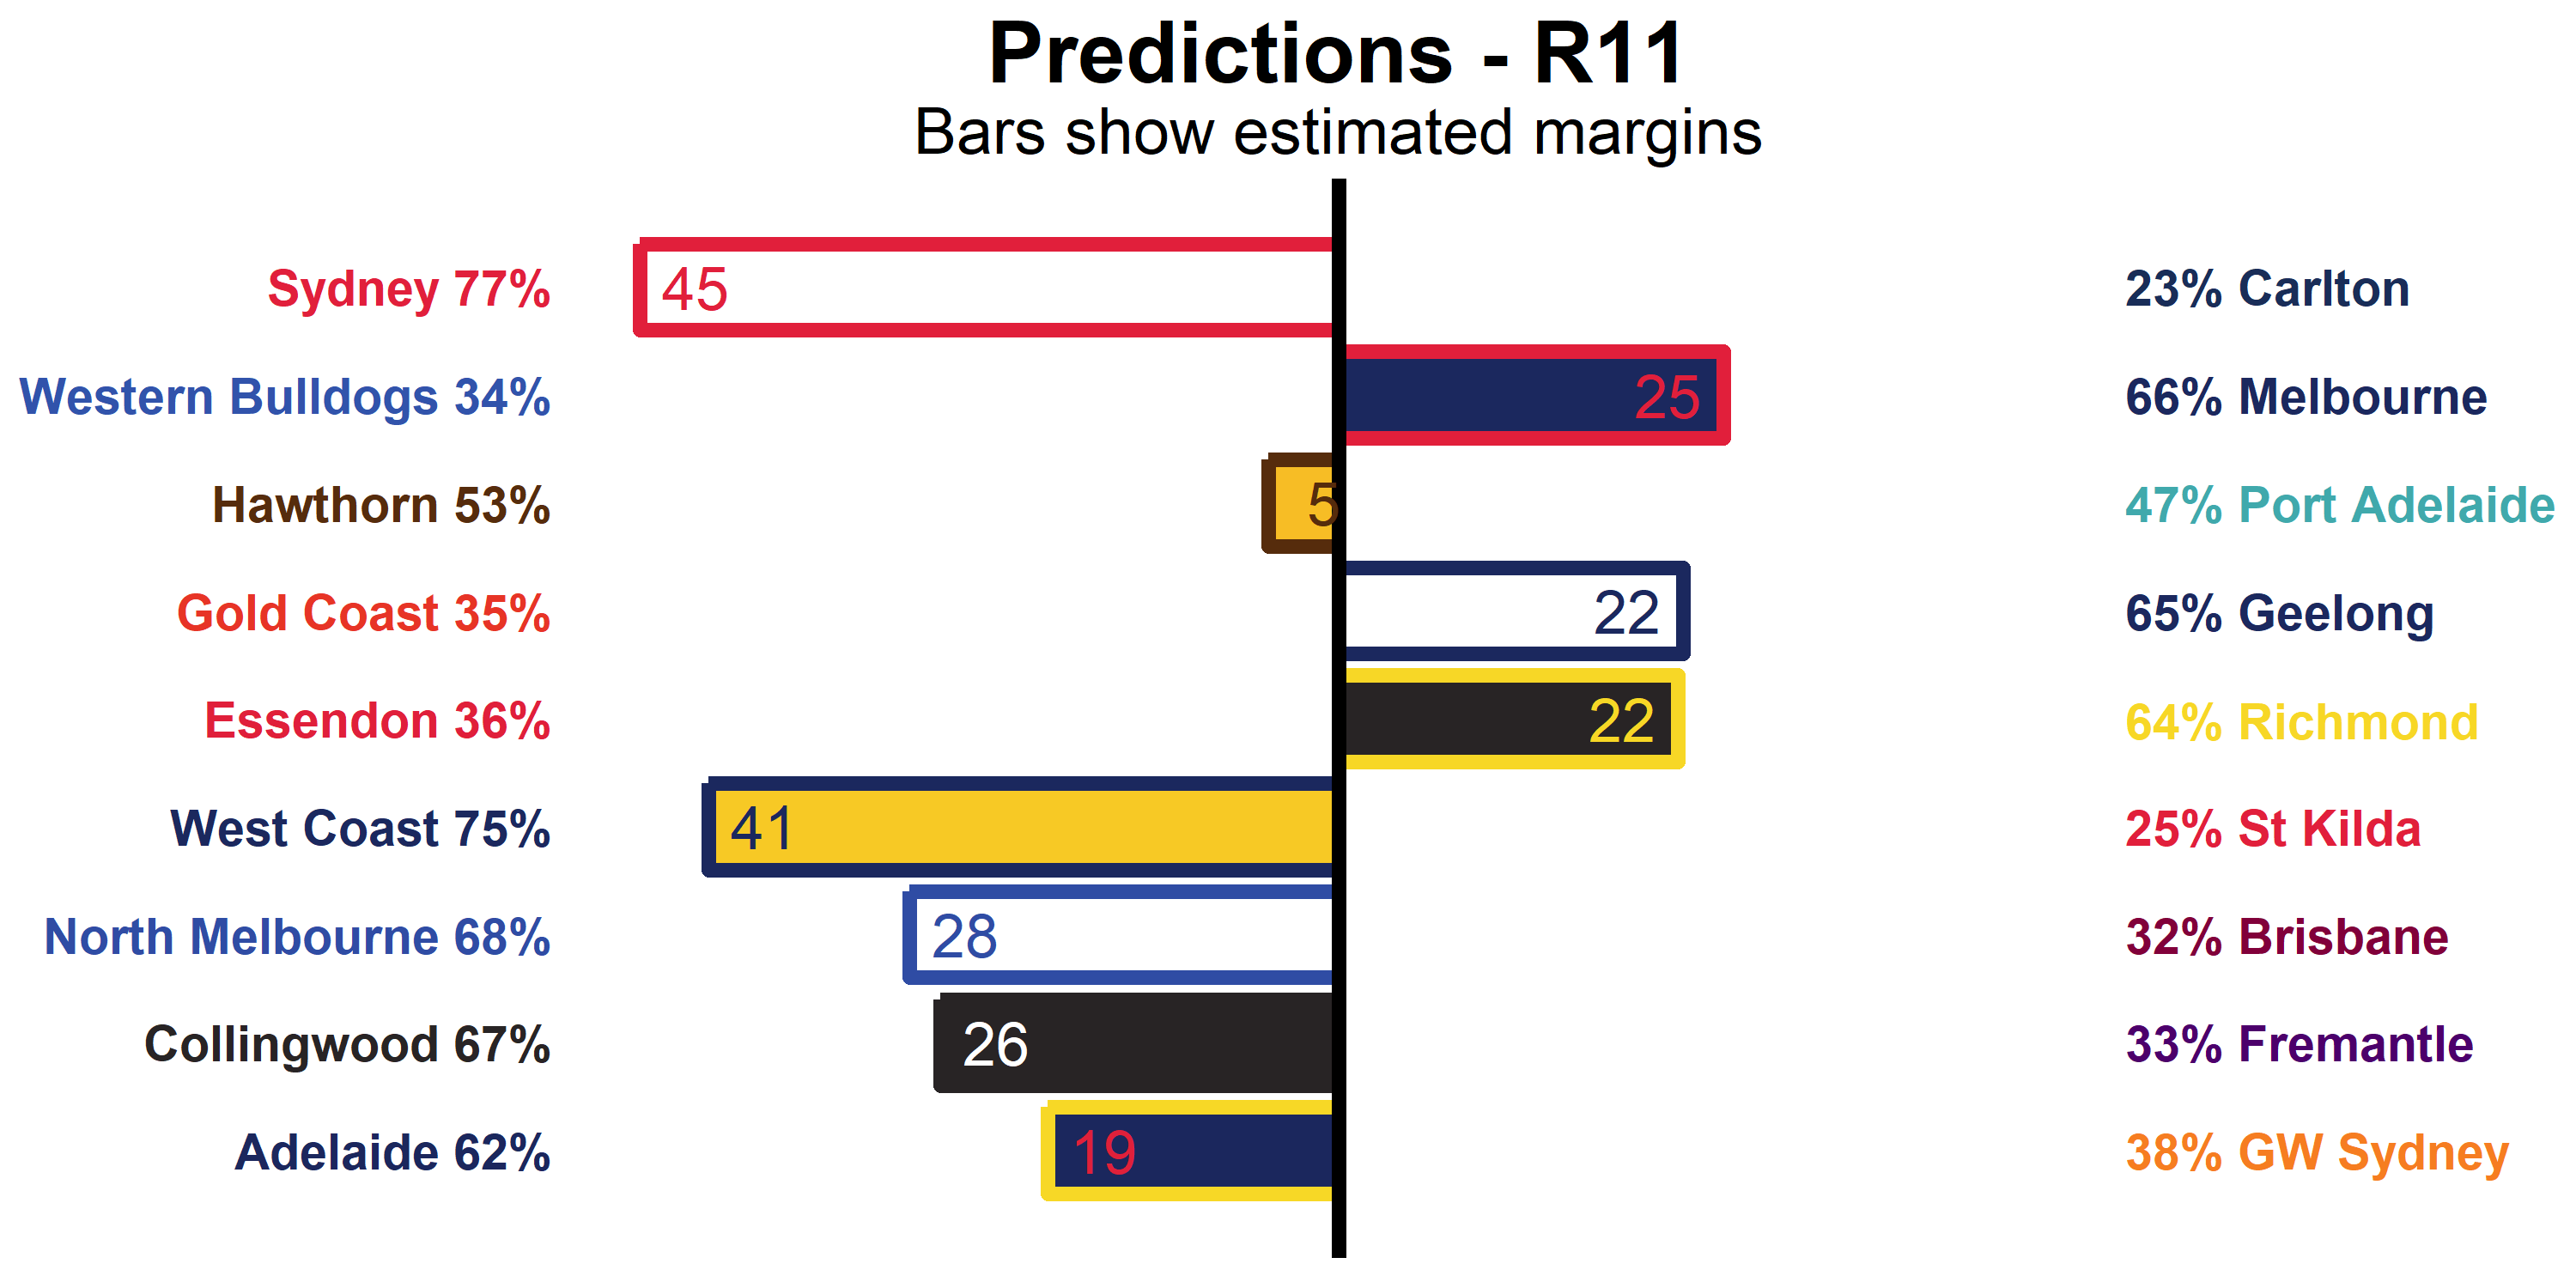 Predictions - R11
Bars show estimated margins
Sydney 77% 45 23% Carlton
Western Bulldogs 34% 25 66% Melbourne
Hawthorn 53% 5 47% Port Adelaide
Gold Coast 35% 22 65% Geelong
Essendon 36% 22 64% Richmond
West Coast 75% 41 25% St Kilda
North Melbourne 68% 28 32% Brisbane
Collingwood 67% 26 33% Fremantle
Adelaide 62% 19 38% GW Sydney